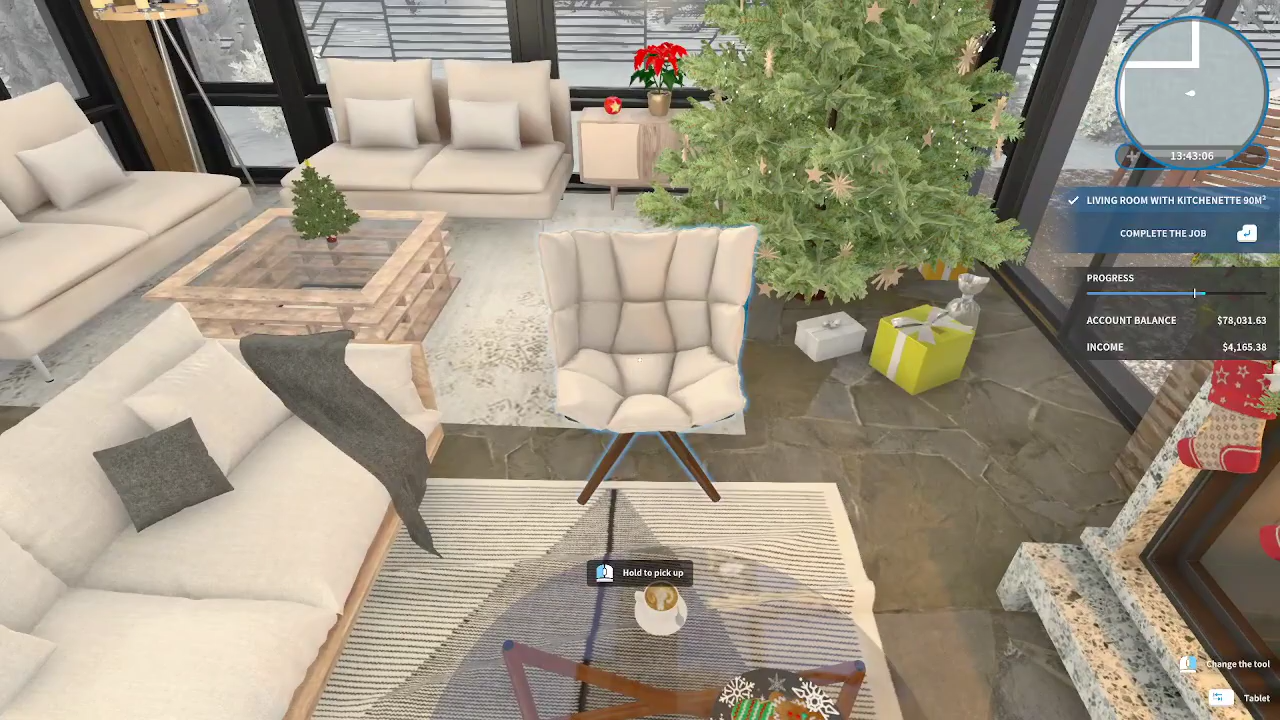 13:43:06
LIVING ROOM WITH KITCHENETTE 90M²
COMPLETE THE JOB
PROGRESS
ACCOUNT BALANCE $78,031.63
INCOME $4,165.38
Hold to pick up
Change the tool
Tablet